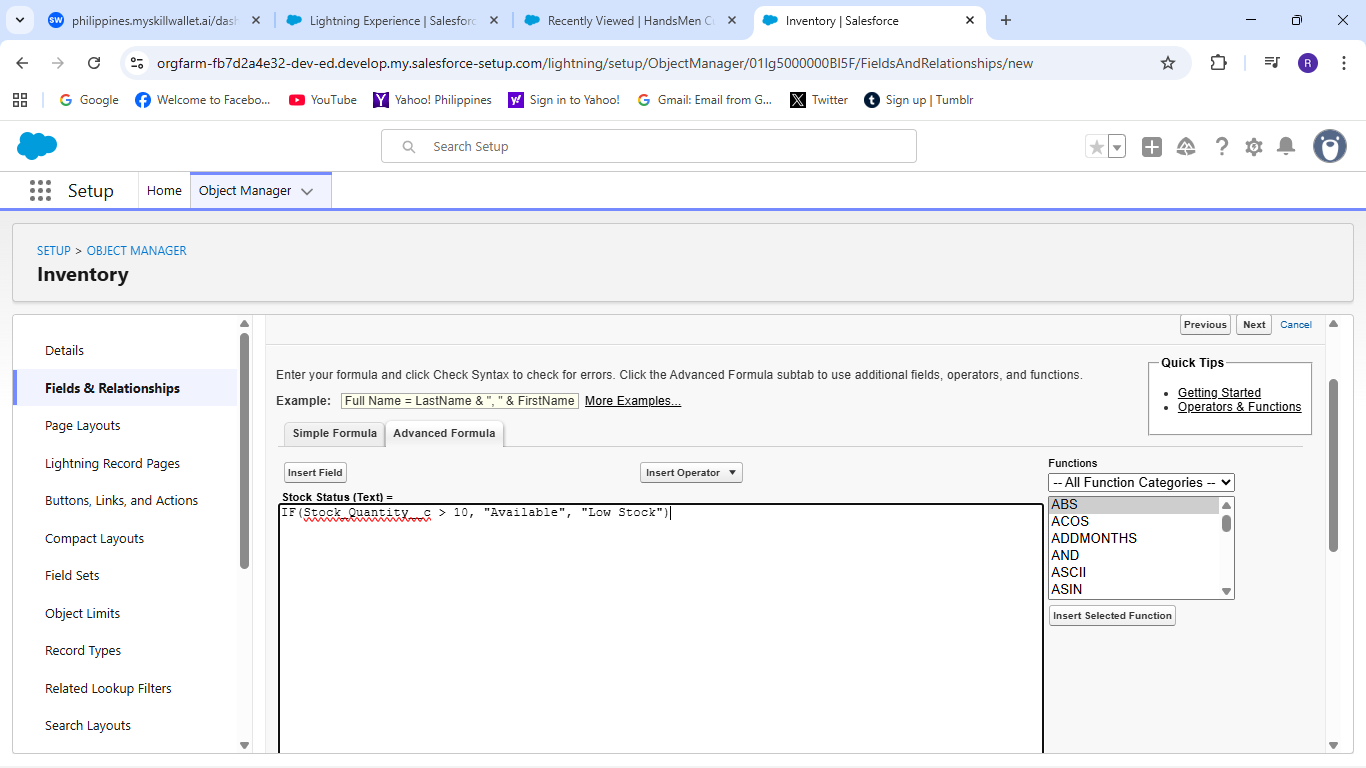 philippines.myskillwallet.ai/dash
Lightning Experience | Salesforc
Recently Viewed | HandsMen Cu
Inventory | Salesforce
orgfarm-fb7d2a4e32-dev-ed.develop.my.salesforce-setup.com/lightning/setup/ObjectManager/01Ig5000000BI5F/FieldsAndRelationships/new
R
Google
Welcome to Facebo...
YouTube
Yahoo! Philippines
Sign in to Yahoo!
Gmail: Email from G...
Twitter
Sign up | Tumblr
Search Setup
Setup
Home
Object Manager
SETUP > OBJECT MANAGER
Inventory
Details
Fields & Relationships
Page Layouts
Lightning Record Pages
Buttons, Links, and Actions
Compact Layouts
Field Sets
Object Limits
Record Types
Related Lookup Filters
Search Layouts
Previous
Next
Cancel
Enter your formula and click Check Syntax to check for errors. Click the Advanced Formula subtab to use additional fields, operators, and functions.
Example: Full Name = LastName & ", " & FirstName More Examples...
Quick Tips
Getting Started
Operators & Functions
Simple Formula
Advanced Formula
Insert Field
Insert Operator
Stock Status (Text) =
IF(Stock_Quantity__c > 10, "Available", "Low Stock")
Functions
-- All Function Categories --
ABS
ACOS
ADDMONTHS
AND
ASCII
ASIN
Insert Selected Function